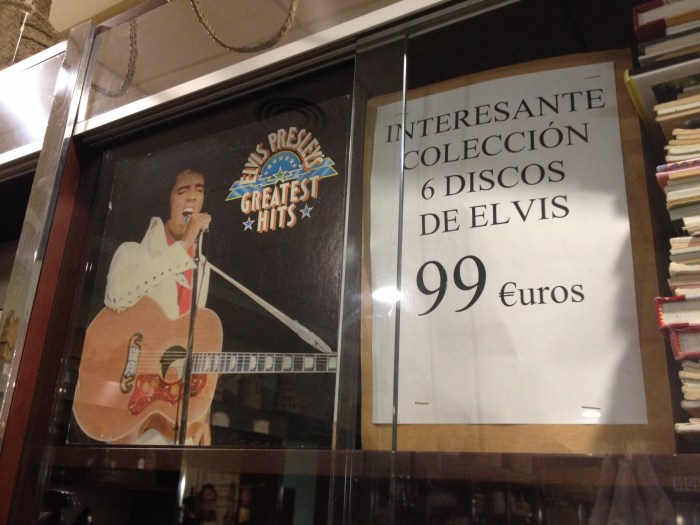 ELVIS PRESLEY'S
GREATEST
HITS
INTERESANTE
COLECCIÓN
6 DISCOS
DE ELVIS
99 €uros